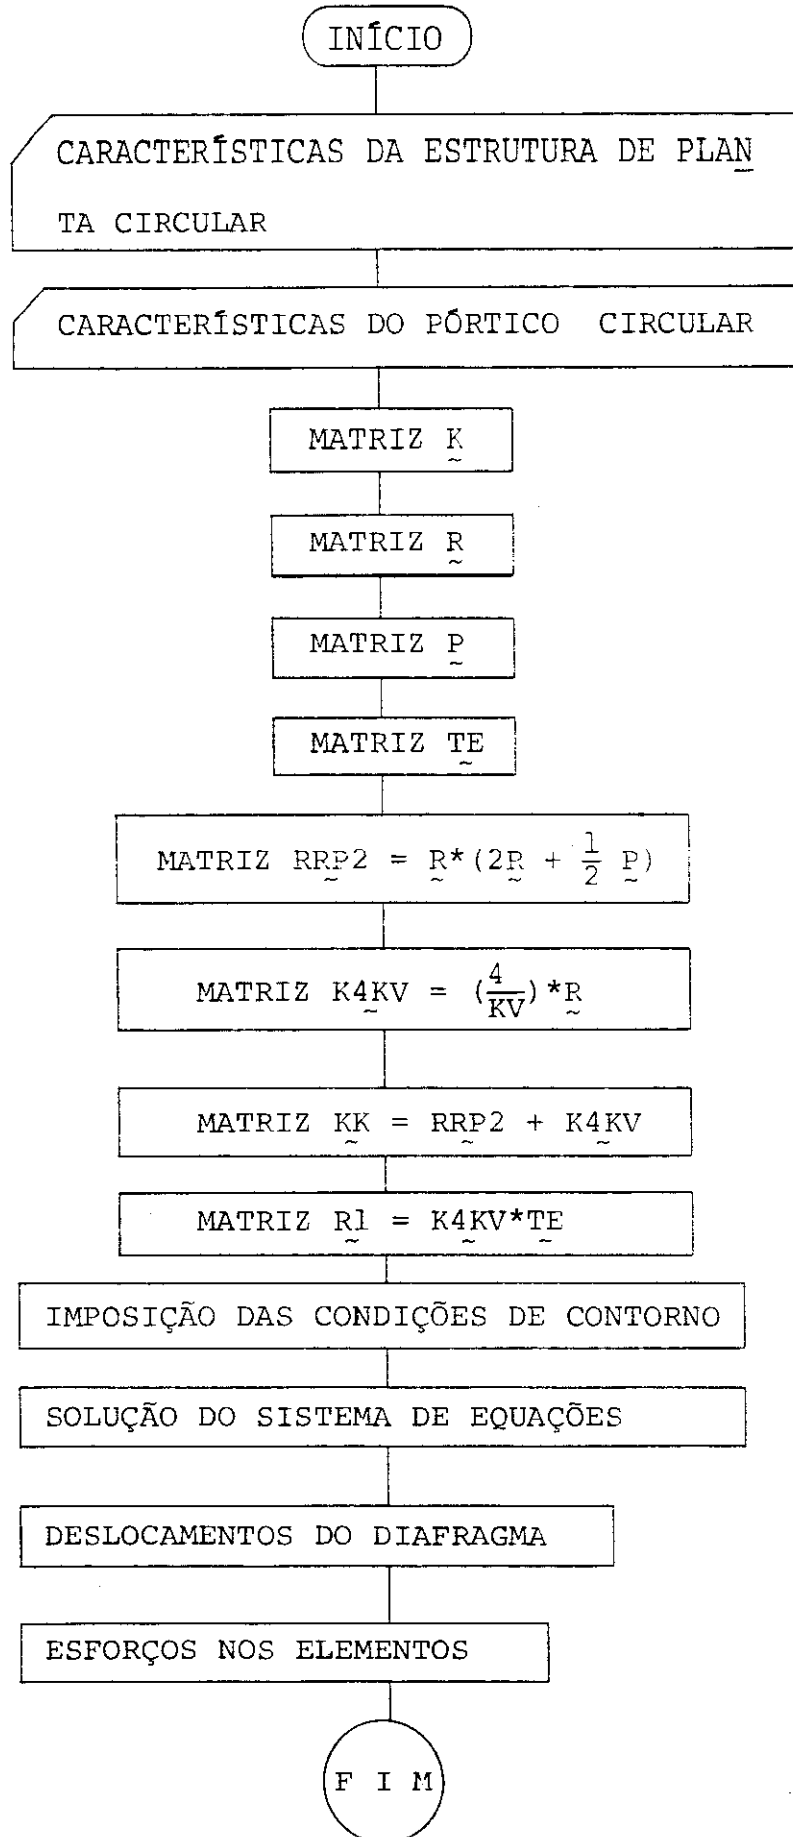 INÍCIO
CARACTERÍSTICAS DA ESTRUTURA DE PLAN
TA CIRCULAR
CARACTERÍSTICAS DO PÓRTICO CIRCULAR
MATRIZ K
MATRIZ R
MATRIZ P
MATRIZ TE
MATRIZ RRP2 = R*(2R + 1/2 P)
MATRIZ K4KV = (4/KV)*R
MATRIZ KK = RRP2 + K4KV
MATRIZ R1 = K4KV*TE
IMPOSIÇÃO DAS CONDIÇÕES DE CONTORNO
SOLUÇÃO DO SISTEMA DE EQUAÇÕES
DESLOCAMENTOS DO DIAFRAGMA
ESFORÇOS NOS ELEMENTOS
F I M